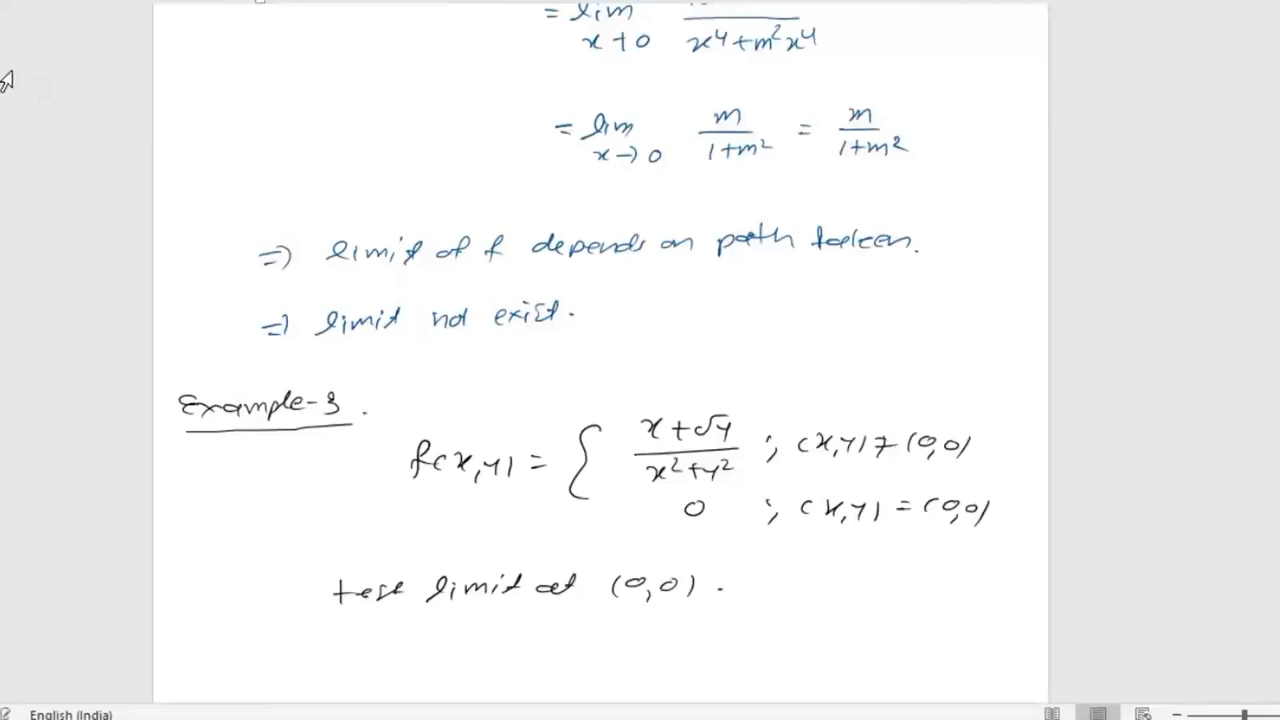 = lim
x→0 x⁴+m²x⁴
= lim x→0 m/1+m² = m/1+m²
=) limit of f depends on path taken.
=) limit not exist.
Example-3.
f(x,y) = { x+√y / x²+y² ; (x,y) ≠ (0,0)
0 ; (x,y) = (0,0)
test limit at (0,0).
English (India)